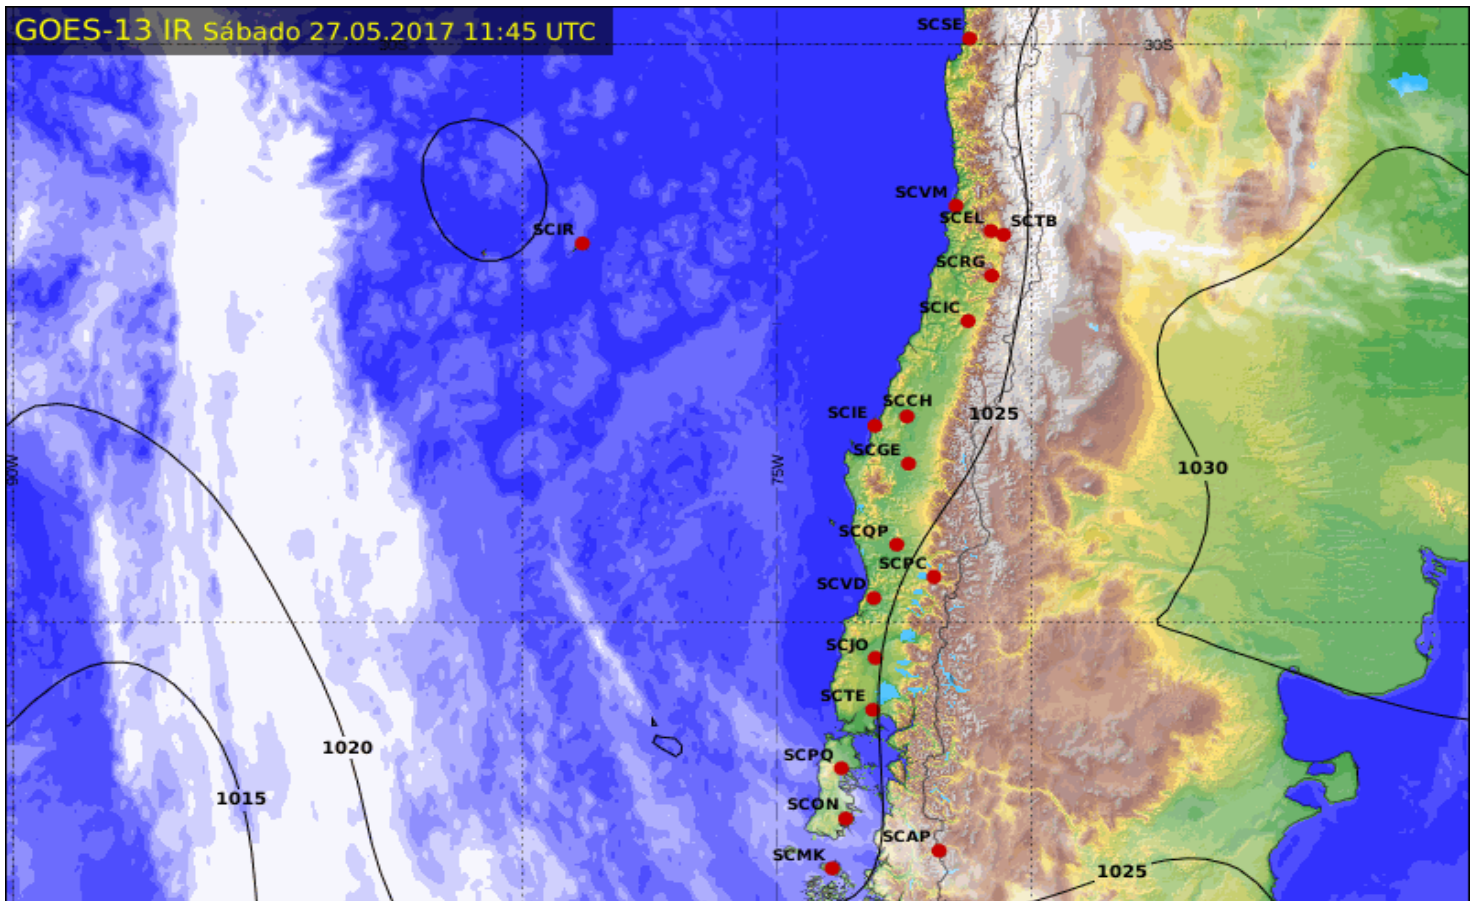 GOES-13 IR Sábado 27.05.2017 11:45 UTC
SCSE
30S
30S
SCVM
SCEL
SCTB
SCIR
SCRG
SCIC
SCCH
SCIE
1025
SCGE
90W
75W
1030
SCQP
SCPC
SCVD
SCJO
SCTE
1020
SCPQ
1015
SCON
SCAP
SCMK
1025